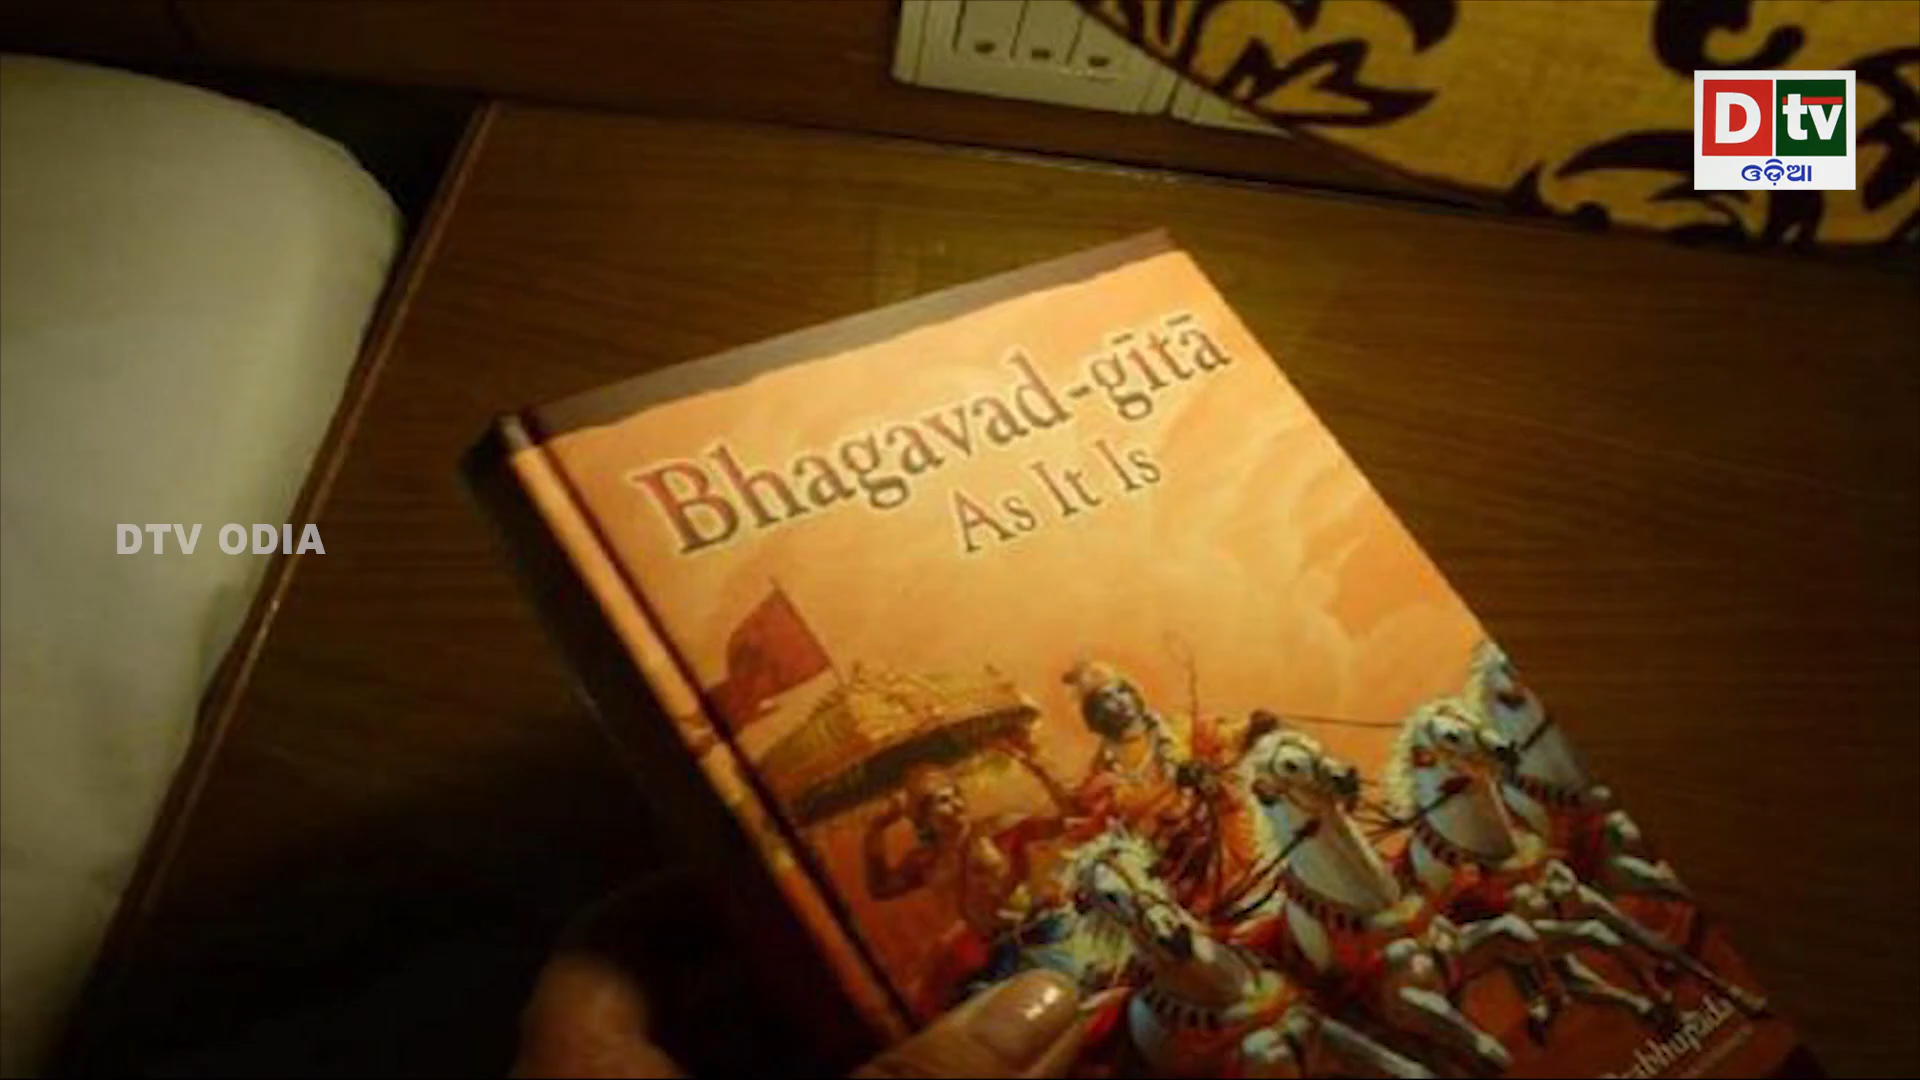 D tv
ଓଡ଼ିଆ
Bhagavad-gītā
As It Is
DTV ODIA